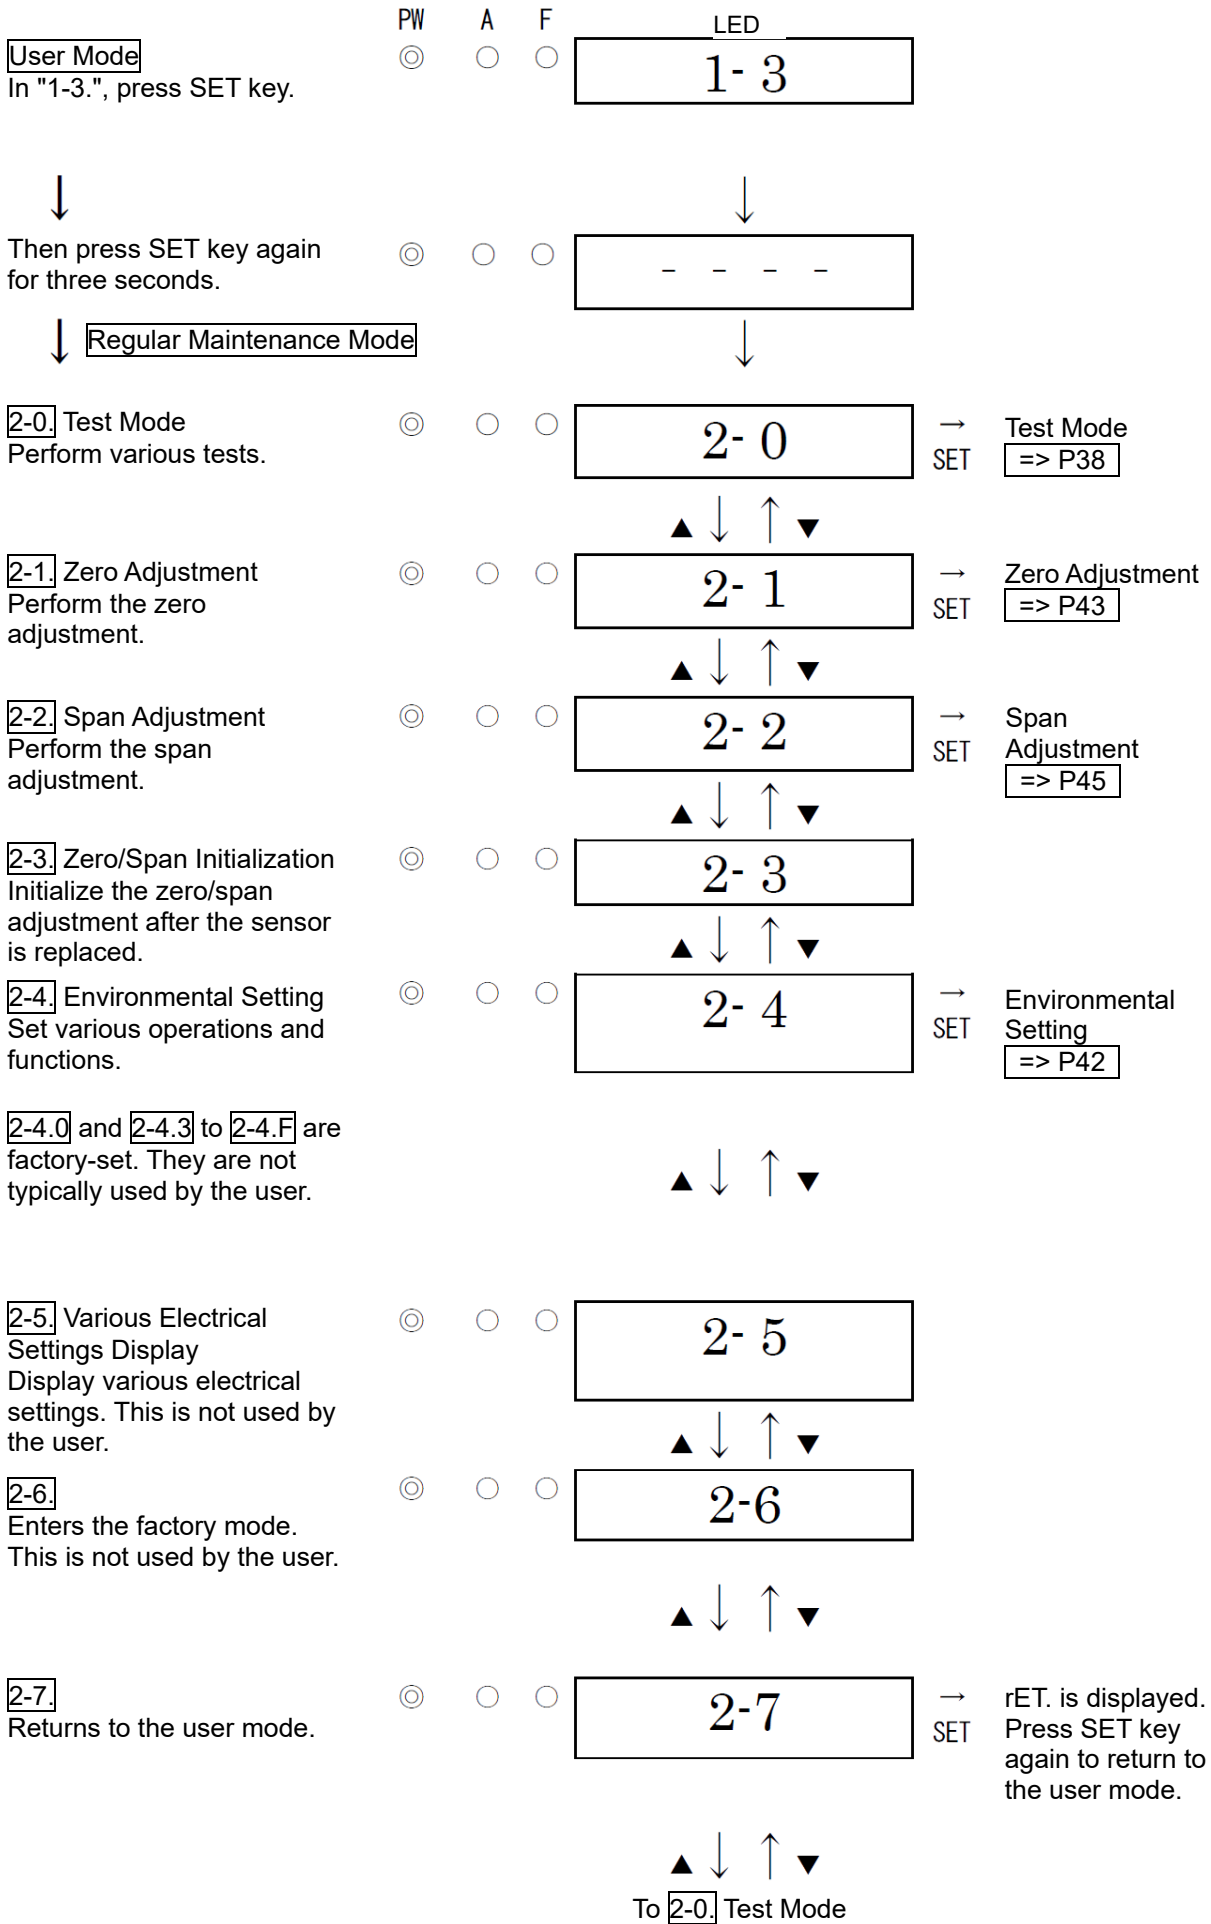 PW A F LED
User Mode
In "1-3.", press SET key.
◎ ○ ○ 1- 3
↓ ↓
Then press SET key again
for three seconds.
◎ ○ ○ - - - -
↓ Regular Maintenance Mode ↓
2-0. Test Mode
Perform various tests.
◎ ○ ○ 2- 0
→
SET
Test Mode
=> P38
▲ ↓ ↑ ▼
2-1. Zero Adjustment
Perform the zero
adjustment.
◎ ○ ○ 2- 1
→
SET
Zero Adjustment
=> P43
▲ ↓ ↑ ▼
2-2. Span Adjustment
Perform the span
adjustment.
◎ ○ ○ 2- 2
→
SET
Span
Adjustment
=> P45
▲ ↓ ↑ ▼
2-3. Zero/Span Initialization
Initialize the zero/span
adjustment after the sensor
is replaced.
◎ ○ ○ 2- 3
▲ ↓ ↑ ▼
2-4. Environmental Setting
Set various operations and
functions.
◎ ○ ○ 2- 4
→
SET
Environmental
Setting
=> P42
2-4.0 and 2-4.3 to 2-4.F are
factory-set. They are not
typically used by the user.
▲ ↓ ↑ ▼
2-5. Various Electrical
Settings Display
Display various electrical
settings. This is not used by
the user.
◎ ○ ○ 2- 5
▲ ↓ ↑ ▼
2-6.
Enters the factory mode.
This is not used by the user.
◎ ○ ○ 2-6
▲ ↓ ↑ ▼
2-7.
Returns to the user mode.
◎ ○ ○ 2-7
→
SET
rET. is displayed.
Press SET key
again to return to
the user mode.
▲ ↓ ↑ ▼
To 2-0. Test Mode